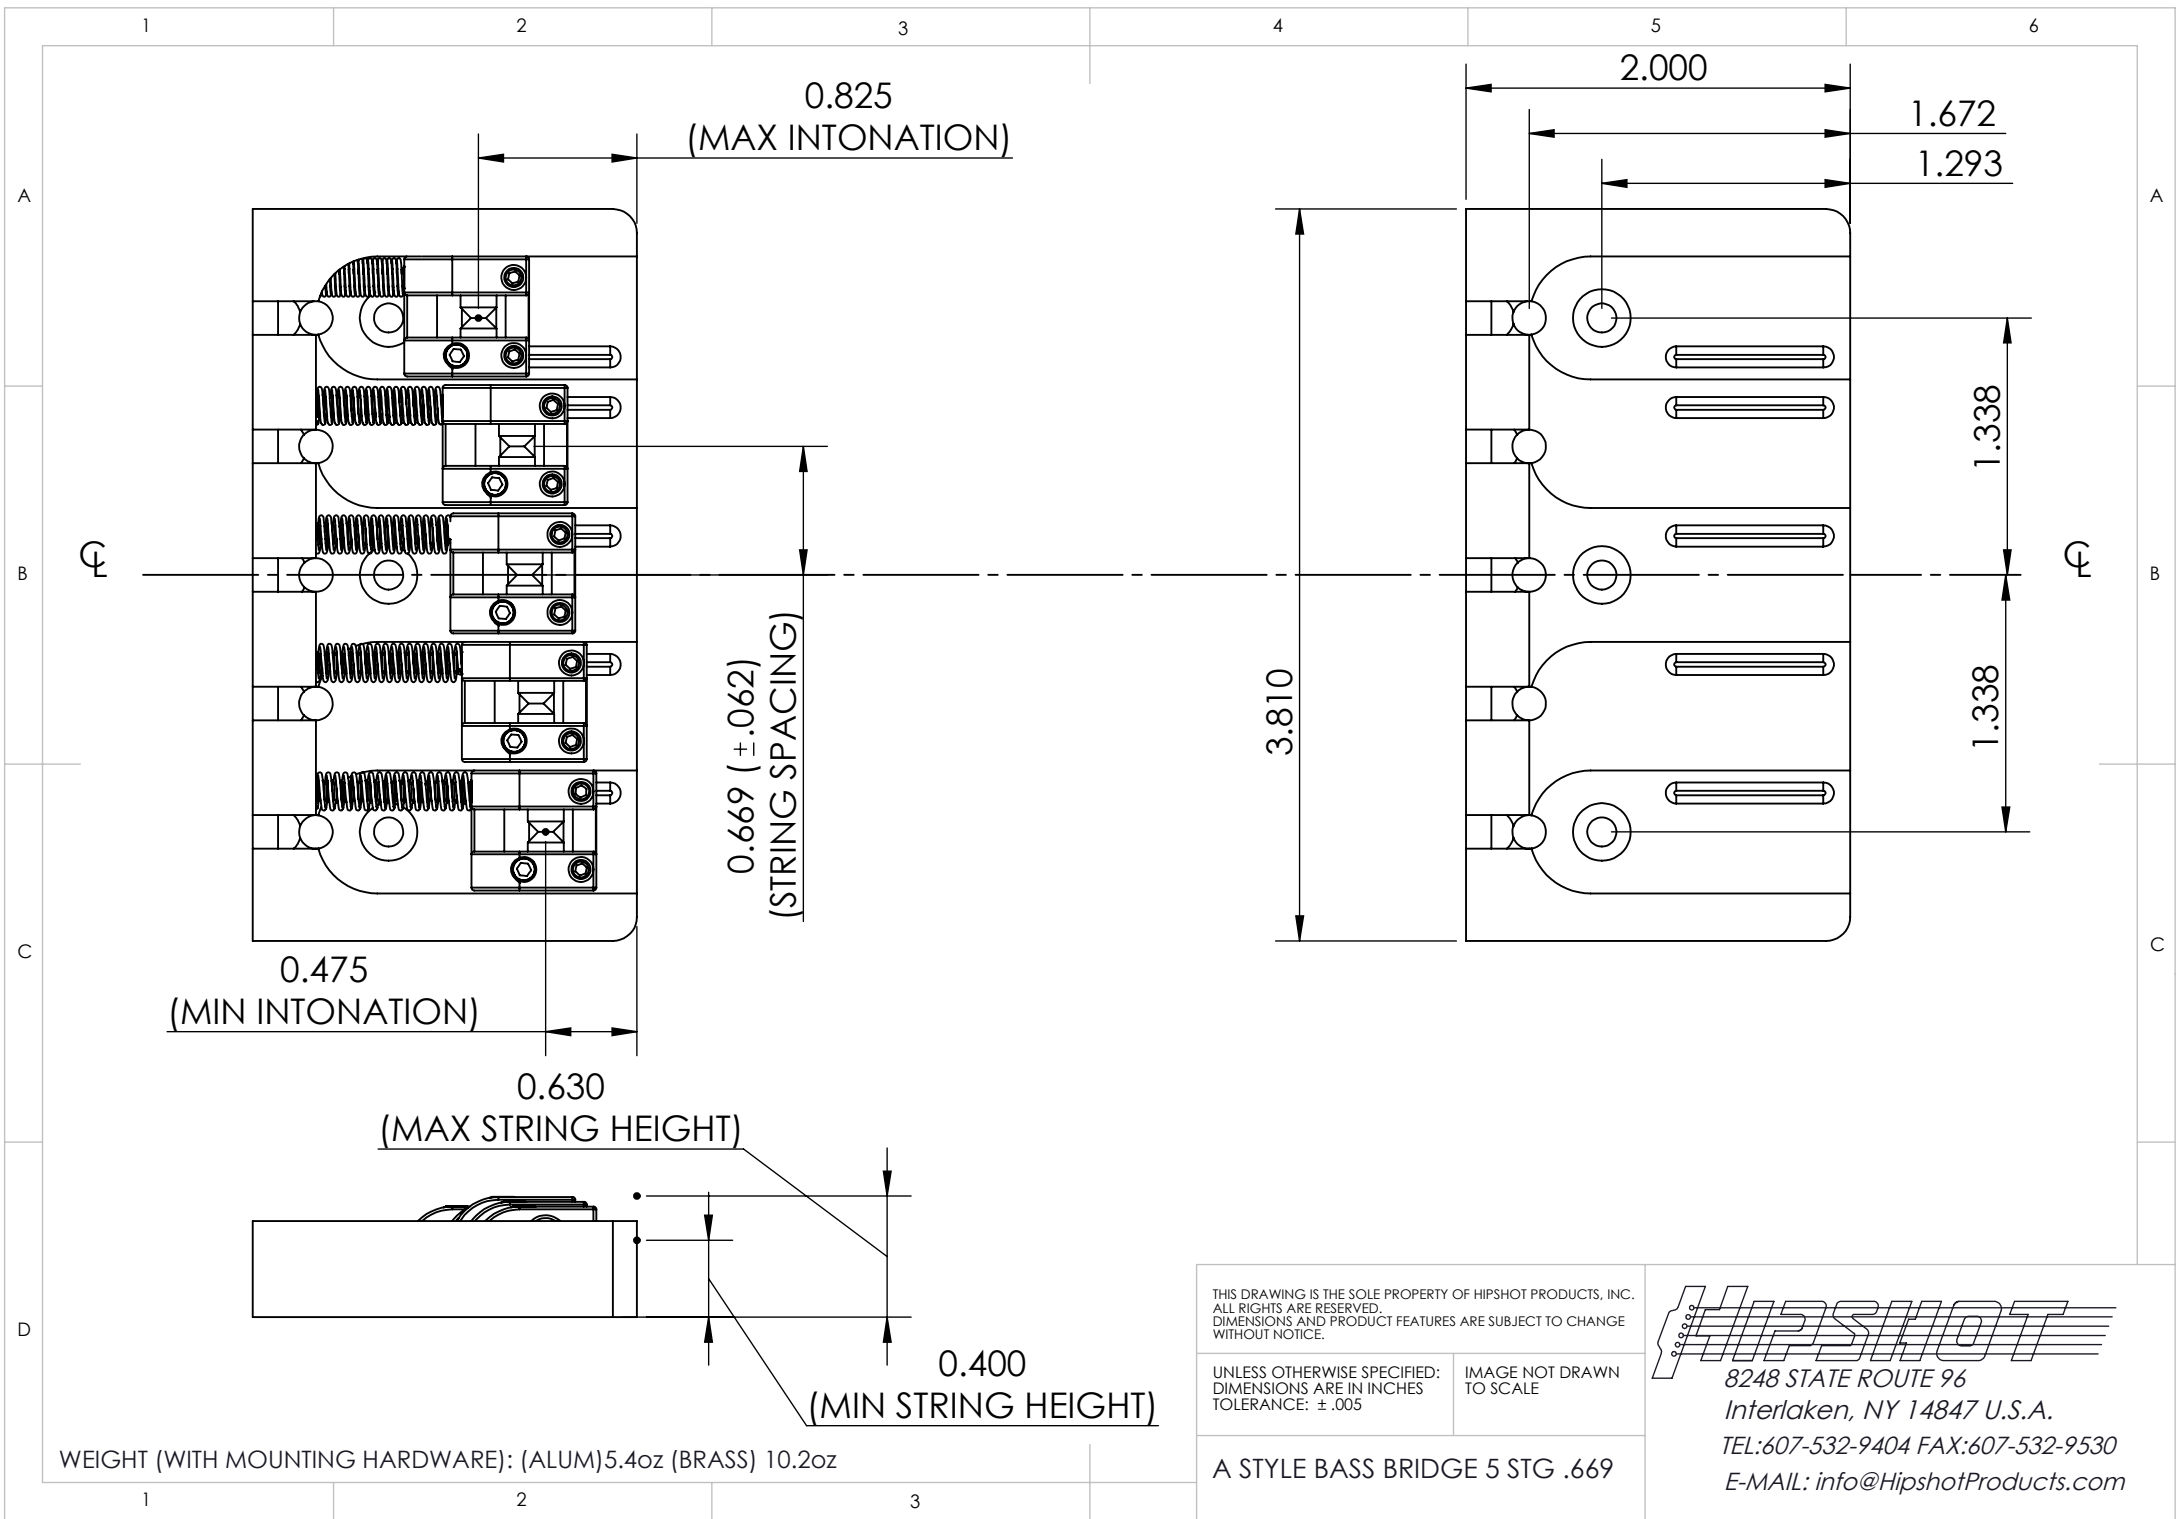 1 2 3 4 5 6
A
B
C
D
A
B
C
1 2 3
0.825
(MAX INTONATION)
℄
0.669 (±.062)
(STRING SPACING)
0.475
(MIN INTONATION)
0.630
(MAX STRING HEIGHT)
0.400
(MIN STRING HEIGHT)
2.000
1.672
1.293
3.810
1.338
1.338
℄
WEIGHT (WITH MOUNTING HARDWARE): (ALUM)5.4oz (BRASS) 10.2oz
THIS DRAWING IS THE SOLE PROPERTY OF HIPSHOT PRODUCTS, INC.
ALL RIGHTS ARE RESERVED.
DIMENSIONS AND PRODUCT FEATURES ARE SUBJECT TO CHANGE
WITHOUT NOTICE.
UNLESS OTHERWISE SPECIFIED:
DIMENSIONS ARE IN INCHES
TOLERANCE: ± .005
IMAGE NOT DRAWN
TO SCALE
A STYLE BASS BRIDGE 5 STG .669
HIPSHOT
8248 STATE ROUTE 96
Interlaken, NY 14847 U.S.A.
TEL:607-532-9404 FAX:607-532-9530
E-MAIL: info@HipshotProducts.com